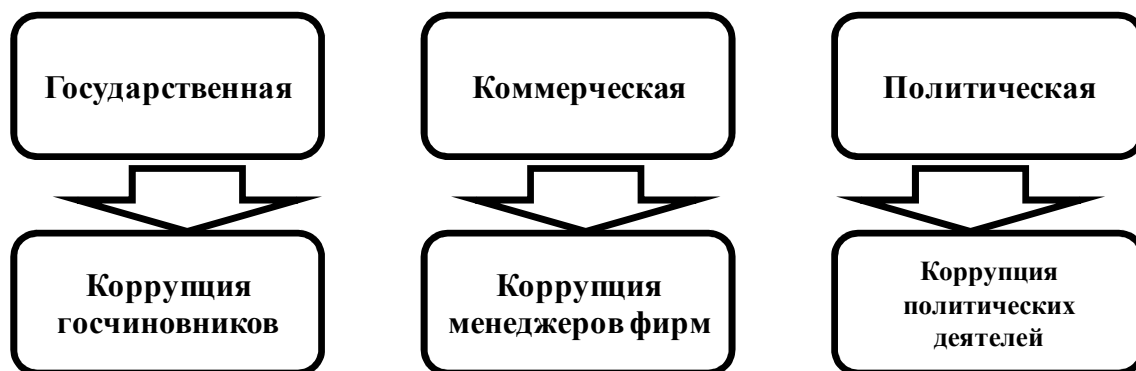 Государственная
Коммерческая
Политическая
Коррупция
госчиновников
Коррупция
менеджеров фирм
Коррупция
политических
деятелей